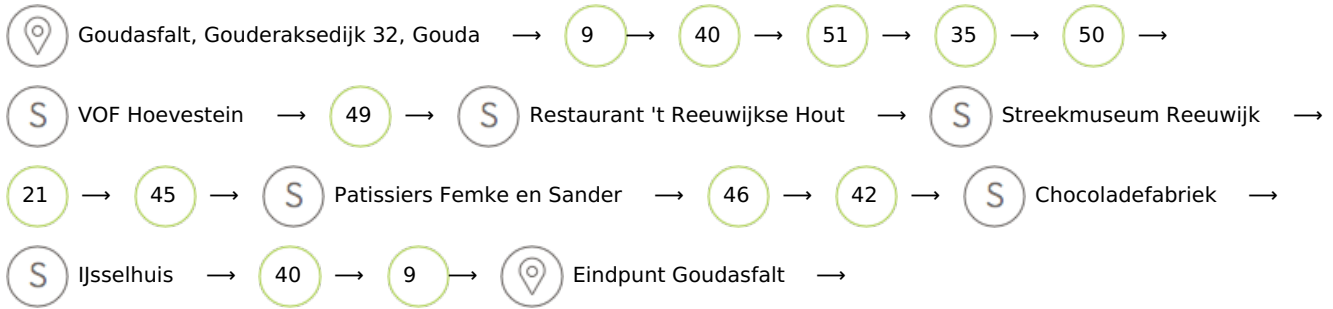 Goudasfalt, Gouderaksedijk 32, Gouda → 9 → 40 → 51 → 35 → 50 →
S VOF Hoevestein → 49 → S Restaurant 't Reeuwijkse Hout → S Streekmuseum Reeuwijk →
21 → 45 → S Patissiers Femke en Sander → 46 → 42 → S Chocoladefabriek →
S IJsselhuis → 40 → 9 → Eindpunt Goudasfalt →